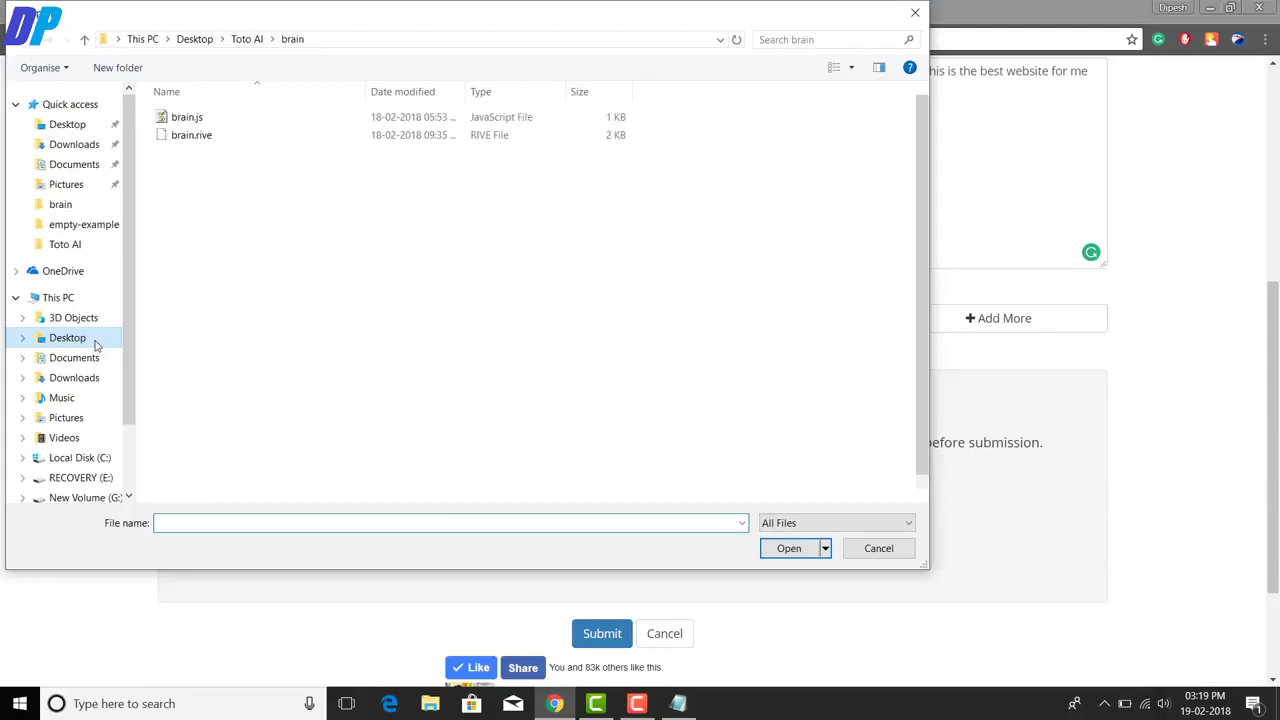 DP
Dipesh
This PC > Desktop > Toto AI > brain
Search brain
Organise
New folder
Name
Date modified
Type
Size
brain.js
18-02-2018 05:53 ...
JavaScript File
1 KB
brain.rive
18-02-2018 09:35 ...
RIVE File
2 KB
Quick access
Desktop
Downloads
Documents
Pictures
brain
empty-example
Toto AI
OneDrive
This PC
3D Objects
Desktop
Documents
Downloads
Music
Pictures
Videos
Local Disk (C:)
RECOVERY (E:)
New Volume (G:)
his is the best website for me
+ Add More
before submission.
File name:
All Files
Open
Cancel
Submit
Cancel
Like
Share
You and 83k others like this.
Type here to search
03:19 PM
19-02-2018
1